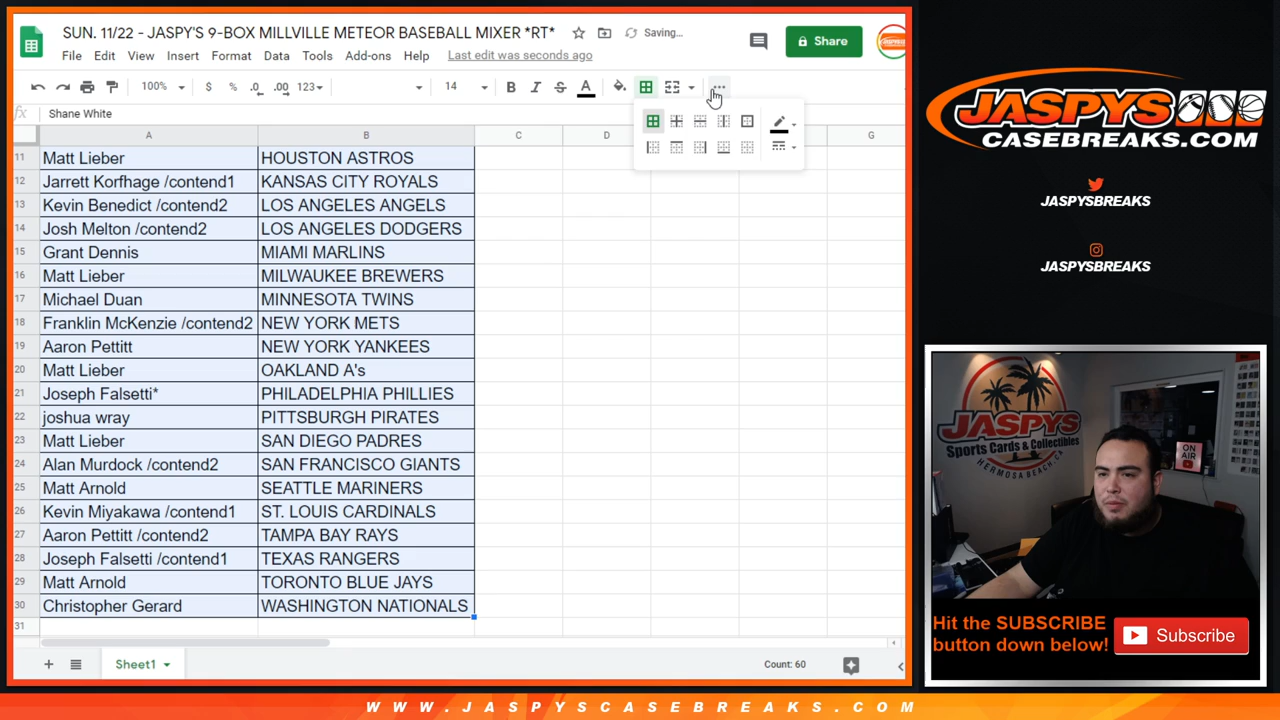 SUN. 11/22 - JASPY'S 9-BOX MILLVILLE METEOR BASEBALL MIXER *RT*
Saving...
Share
File Edit View Insert Format Data Tools Add-ons Help Last edit was seconds ago
100% $ % .0 .00 123 14 B I S A
fx Shane White
A B C D G
11 Matt Lieber HOUSTON ASTROS
12 Jarrett Korfhage /contend1 KANSAS CITY ROYALS
13 Kevin Benedict /contend2 LOS ANGELES ANGELS
14 Josh Melton /contend2 LOS ANGELES DODGERS
15 Grant Dennis MIAMI MARLINS
16 Matt Lieber MILWAUKEE BREWERS
17 Michael Duan MINNESOTA TWINS
18 Franklin McKenzie /contend2 NEW YORK METS
19 Aaron Pettitt NEW YORK YANKEES
20 Matt Lieber OAKLAND A's
21 Joseph Falsetti* PHILADELPHIA PHILLIES
22 joshua wray PITTSBURGH PIRATES
23 Matt Lieber SAN DIEGO PADRES
24 Alan Murdock /contend2 SAN FRANCISCO GIANTS
25 Matt Arnold SEATTLE MARINERS
26 Kevin Miyakawa /contend1 ST. LOUIS CARDINALS
27 Aaron Pettitt /contend2 TAMPA BAY RAYS
28 Joseph Falsetti /contend1 TEXAS RANGERS
29 Matt Arnold TORONTO BLUE JAYS
30 Christopher Gerard WASHINGTON NATIONALS
31
Sheet1
Count: 60
JASPYS
CASEBREAKS.COM
JASPYSBREAKS
JASPYSBREAKS
JASPYS
Sports Cards & Collectibles
HERMOSA BEACH, CA
ON AIR
Hit the SUBSCRIBE
button down below!
Subscribe
WWW.JASPYSCASEBREAKS.COM